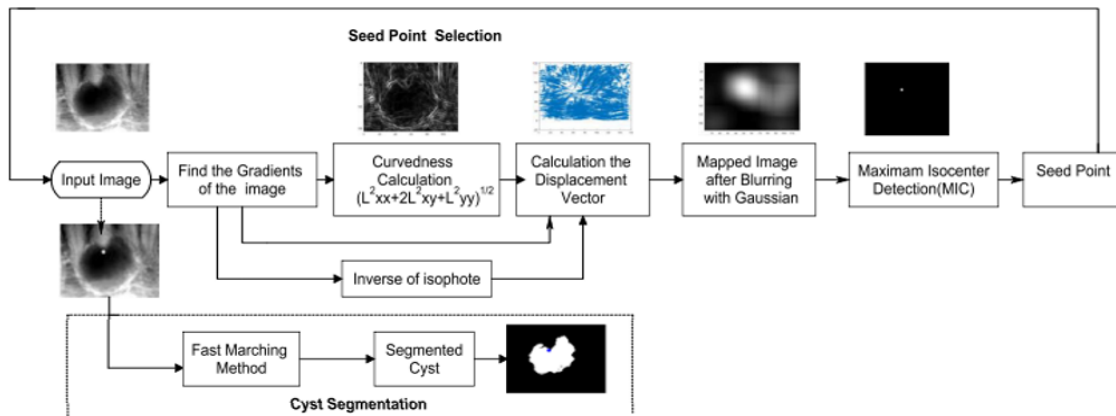 Seed Point Selection
Input Image
Find the Gradients
of the image
Curvedness
Calculation
(L²xx+2L²xy+L²yy)¹/²
Calculation the
Displacement
Vector
Mapped Image
after Blurring
with Gaussian
Maximam Isocenter
Detection(MIC)
Seed Point
Inverse of isophote
Fast Marching
Method
Segmented
Cyst
Cyst Segmentation